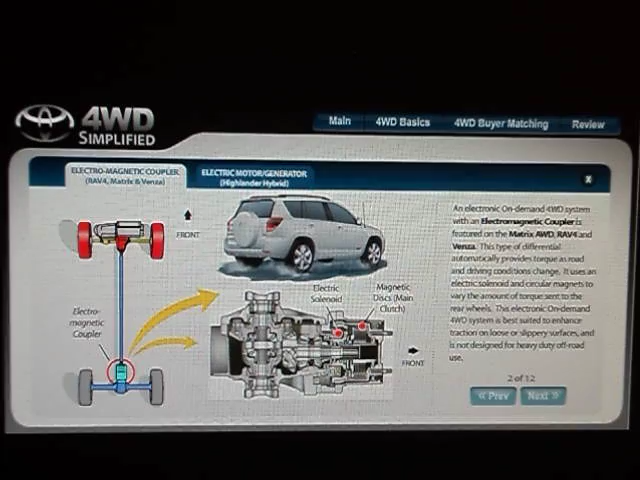 4WD
SIMPLIFIED
Main
4WD Basics
4WD Buyer Matching
Review
ELECTRO-MAGNETIC COUPLER
(RAV4, Matrix & Venza)
ELECTRIC MOTOR/GENERATOR
(Highlander Hybrid)
X
FRONT
Electro-
magnetic
Coupler
Electric
Solenoid
Magnetic
Discs (Main
Clutch)
FRONT
An electronic On-demand 4WD system
with an Electromagnetic Coupler is
featured on the Matrix AWD, RAV4 and
Venza. This type of differential
automatically provides torque as road
and driving conditions change. It uses an
electric solenoid and circular magnets to
vary the amount of torque sent to the
rear wheels. This electronic On-demand
4WD system is best suited to enhance
traction on loose or slippery surfaces, and
is not designed for heavy duty off-road
use.
2 of 12
« Prev
Next »